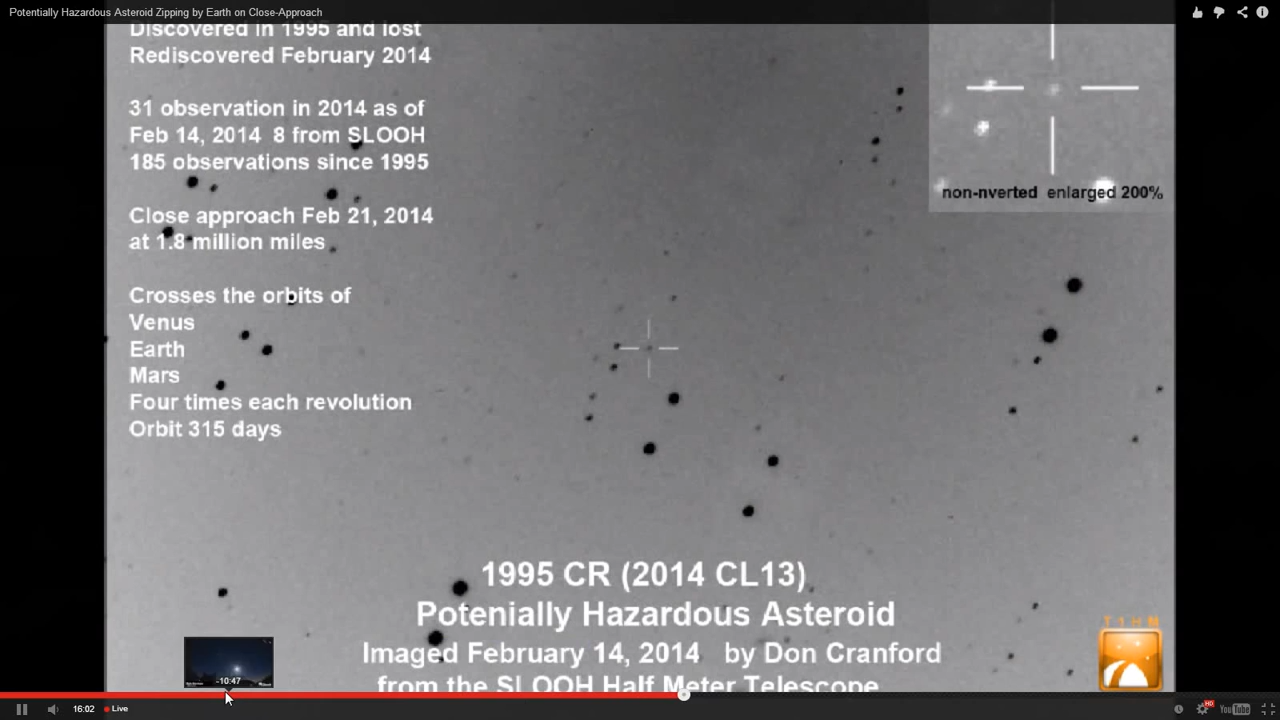 Potentially Hazardous Asteroid Zipping by Earth on Close-Approach
Discovered in 1995 and lost
Rediscovered February 2014
31 observation in 2014 as of
Feb 14, 2014 8 from SLOOH
185 observations since 1995
Close approach Feb 21, 2014
at 1.8 million miles
Crosses the orbits of
Venus
Earth
Mars
Four times each revolution
Orbit 315 days
non-nverted enlarged 200%
1995 CR (2014 CL13)
Potenially Hazardous Asteroid
Imaged February 14, 2014 by Don Cranford
from the SLOOH Half Meter Telescope
T1HM
-10:47
16:02 Live
HD
YouTube